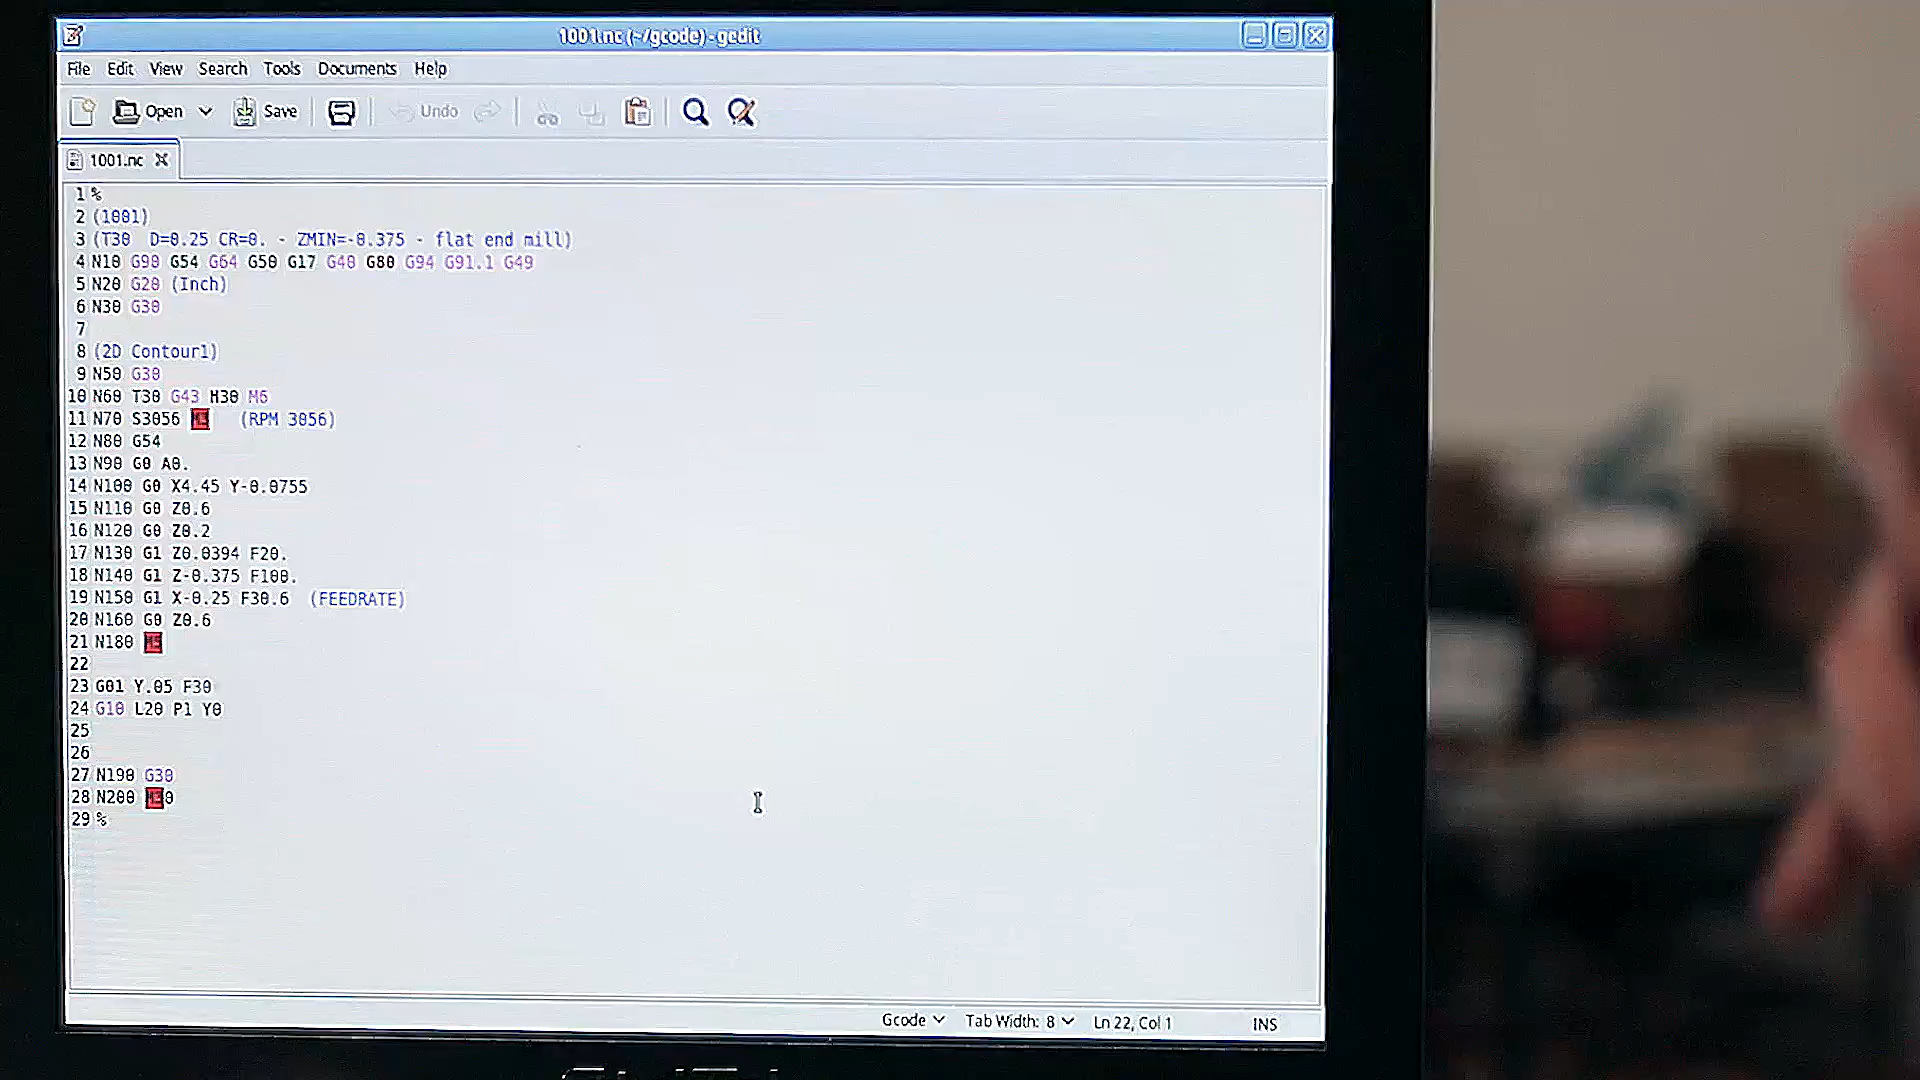 1001.nc (~/gcode) - gedit
File Edit View Search Tools Documents Help
Open Save Undo
1001.nc
1 %
2 (1001)
3 (T30 D=0.25 CR=0. - ZMIN=-0.375 - flat end mill)
4 N10 G90 G54 G64 G50 G17 G40 G80 G94 G91.1 G49
5 N20 G20 (Inch)
6 N30 G30
7
8 (2D Contour1)
9 N50 G30
10 N60 T30 G43 H30 M6
11 N70 S3056 M3 (RPM 3056)
12 N80 G54
13 N90 G0 A0.
14 N100 G0 X4.45 Y-0.0755
15 N110 G0 Z0.6
16 N120 G0 Z0.2
17 N130 G1 Z0.0394 F20.
18 N140 G1 Z-0.375 F100.
19 N150 G1 X-0.25 F30.6 (FEEDRATE)
20 N160 G0 Z0.6
21 N180 M5
22
23 G01 Y.05 F30
24 G10 L20 P1 Y0
25
26
27 N190 G30
28 N200 M30
29 %
Gcode Tab Width: 8 Ln 22, Col 1 INS